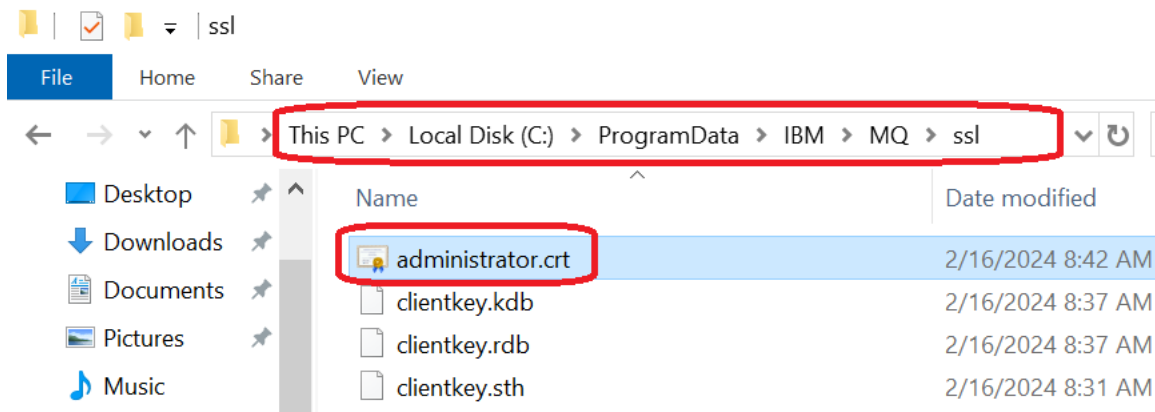 ssl
File Home Share View
This PC > Local Disk (C:) > ProgramData > IBM > MQ > ssl
Desktop
Downloads
Documents
Pictures
Music
Name Date modified
administrator.crt 2/16/2024 8:42 AM
clientkey.kdb 2/16/2024 8:37 AM
clientkey.rdb 2/16/2024 8:37 AM
clientkey.sth 2/16/2024 8:31 AM